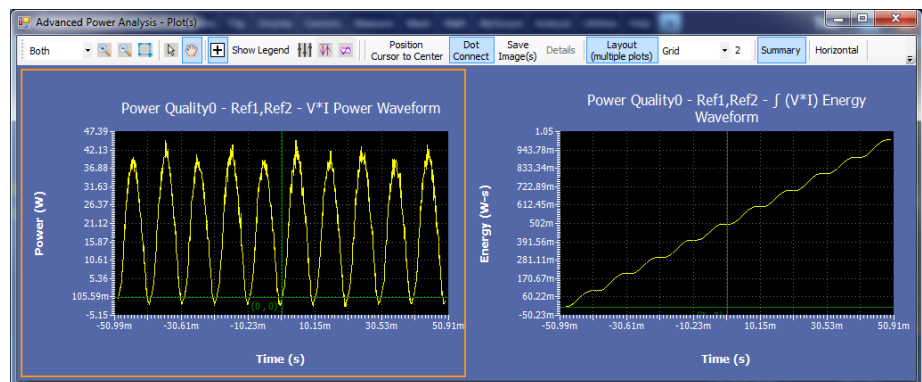 Advanced Power Analysis - Plot(s)
Both
Show Legend
Position
Cursor to Center
Dot
Connect
Save
Image(s)
Details
Layout
(multiple plots)
Grid
2
Summary
Horizontal
Power Quality0 - Ref1,Ref2 - V*I Power Waveform
47.39
42.13
36.88
31.63
26.37
21.12
15.87
10.61
5.36
105.59m
-5.15
Power (W)
(0 , 0)
-50.99m
-30.61m
-10.23m
10.15m
30.53m
50.91m
Time (s)
Power Quality0 - Ref1,Ref2 - ∫ (V*I) Energy
Waveform
1.05
943.78m
833.34m
722.89m
612.45m
502m
391.56m
281.11m
170.67m
60.22m
-50.23m
Energy (W-s)
-50.99m
-30.61m
-10.23m
10.15m
30.53m
50.91m
Time (s)